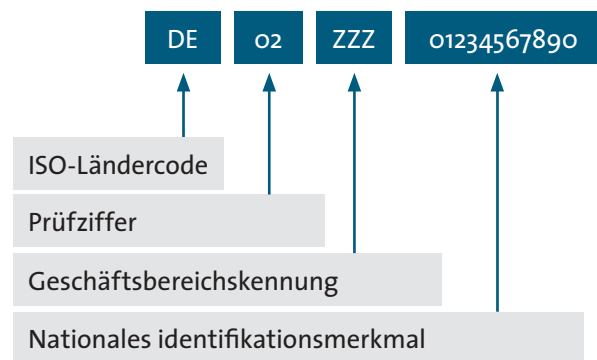 DE 02 ZZZ 01234567890
ISO-Ländercode
Prüfziffer
Geschäftsbereichskennung
Nationales identifikationsmerkmal